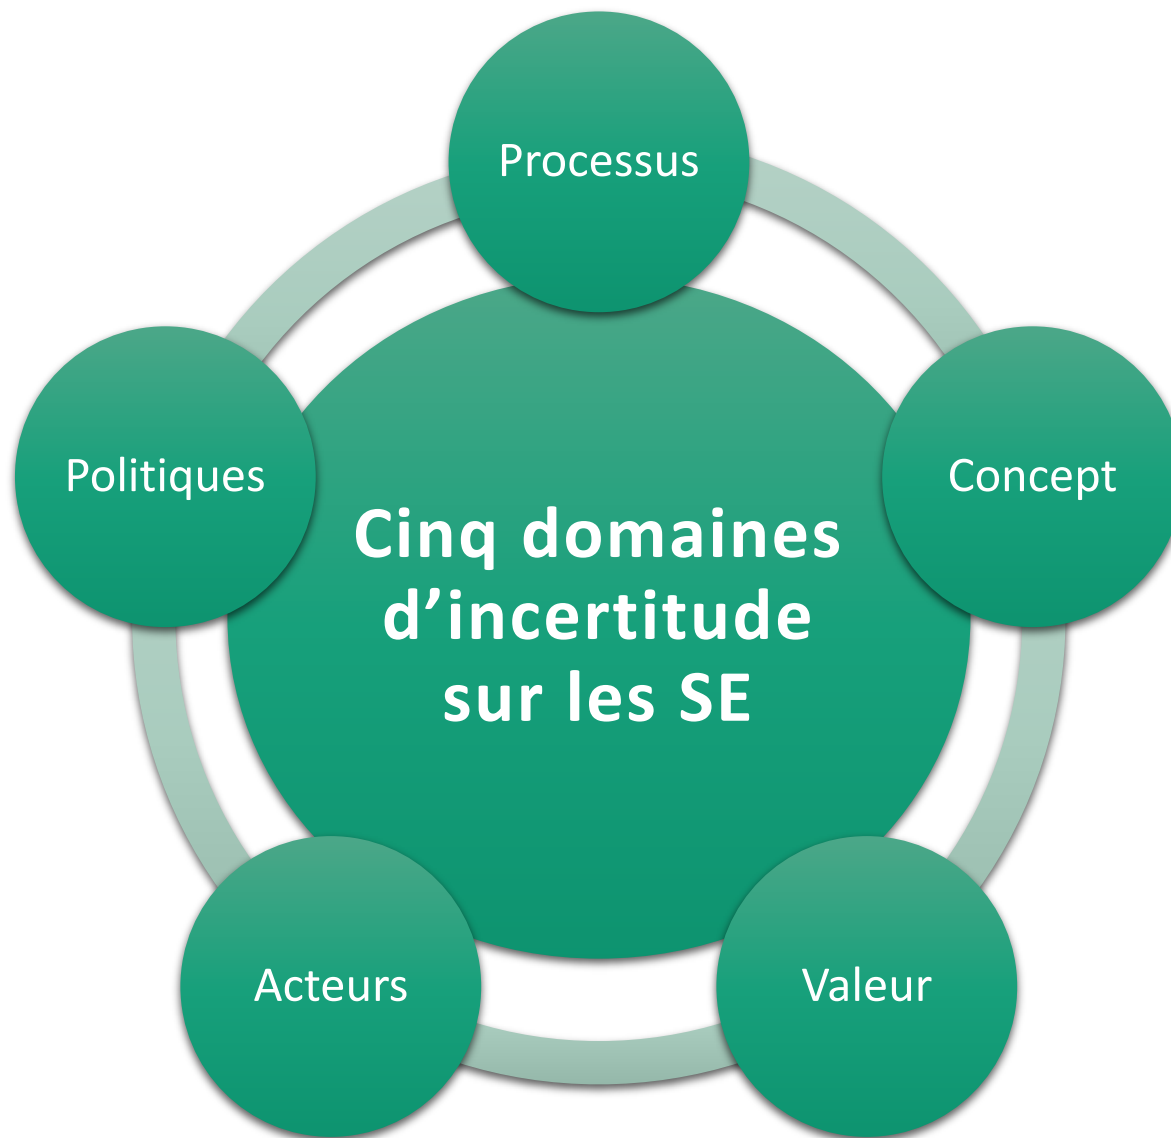 Processus
Politiques
Concept
Cinq domaines
d’incertitude
sur les SE
Acteurs
Valeur